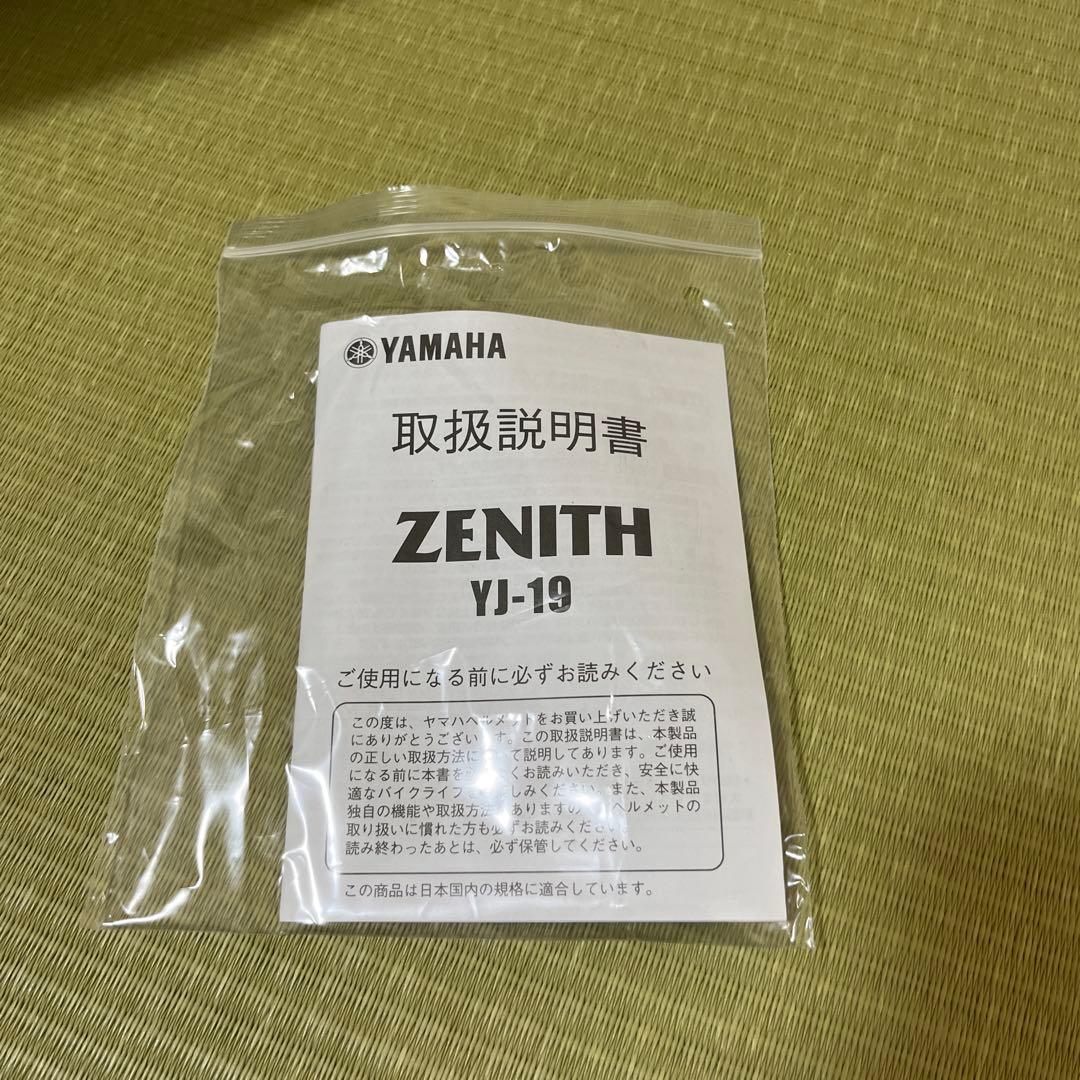 YAMAHA
取扱説明書
ZENITH
YJ-19
ご使用になる前に必ずお読みください
この度は、ヤマハヘルメットをお買い上げいただき誠
にありがとうござい す。この取扱説明書は、本製品
の正しい取扱方法に て説明してあります。ご使用
になる前に本書を くお読みいただき、安全に快
適なバイクライフ しみください。また、本製品
独自の機能や取扱方法 ありますの ヘルメットの
取り扱いに慣れた方も必ずお読みください
読み終わったあとは、必ず保管してください。
この商品は日本国内の規格に適合しています。